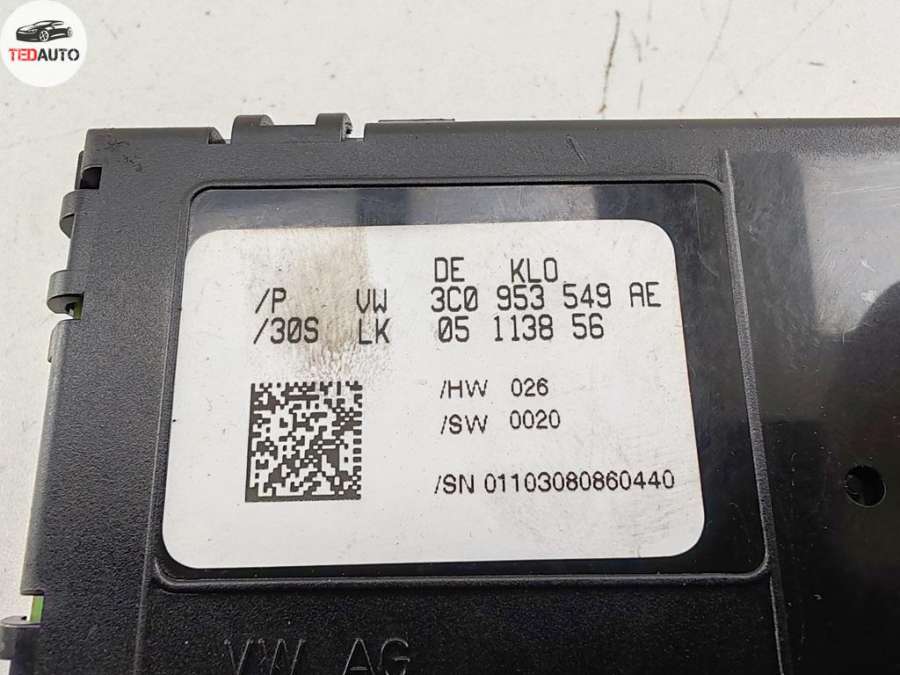 TEDAUTO
DE KLO
/P VW 3C0 953 549 AE
/30S LK 05 1138 56
/HW 026
/SW 0020
/SN 01103080860440
VW AG